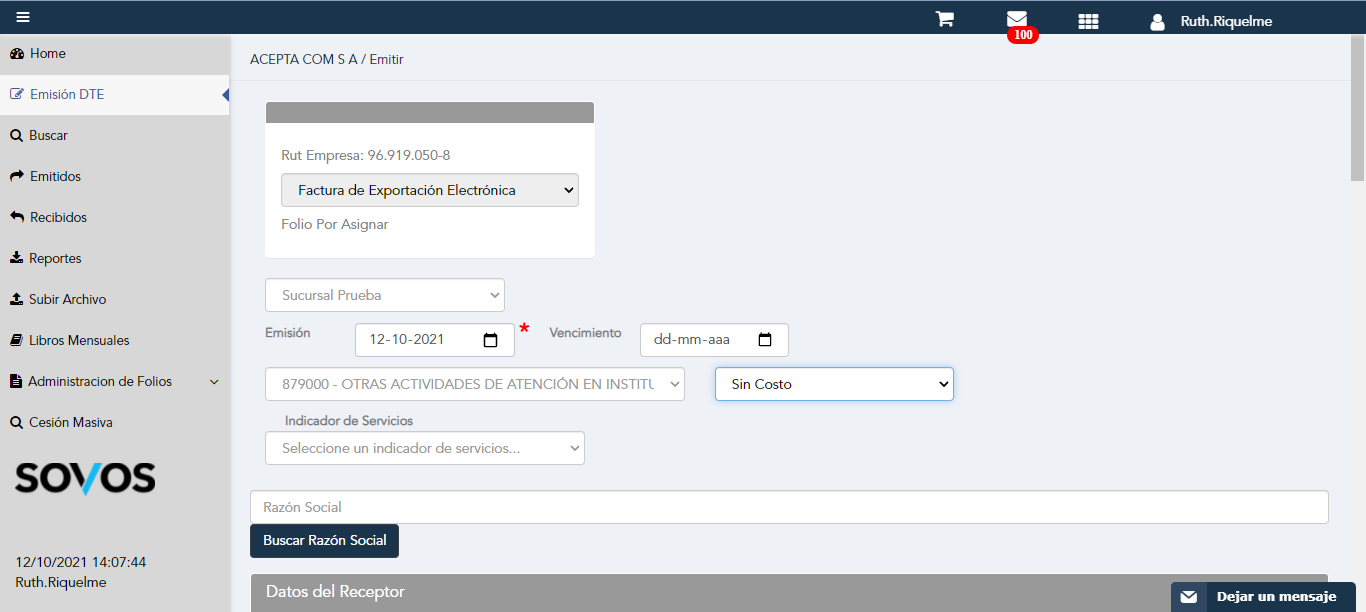 Ruth.Riquelme
100
Home
Emisión DTE
Buscar
Emitidos
Recibidos
Reportes
Subir Archivo
Libros Mensuales
Administracion de Folios
Cesión Masiva
SOVOS
12/10/2021 14:07:44
Ruth.Riquelme
ACEPTA COM S A / Emitir
Rut Empresa: 96.919.050-8
Factura de Exportación Electrónica
Folio Por Asignar
Sucursal Prueba
Emisión 12-10-2021 * Vencimiento dd-mm-aaa
879000 - OTRAS ACTIVIDADES DE ATENCIÓN EN INSTITU Sin Costo
Indicador de Servicios
Seleccione un indicador de servicios...
Razón Social
Buscar Razón Social
Datos del Receptor
Dejar un mensaje